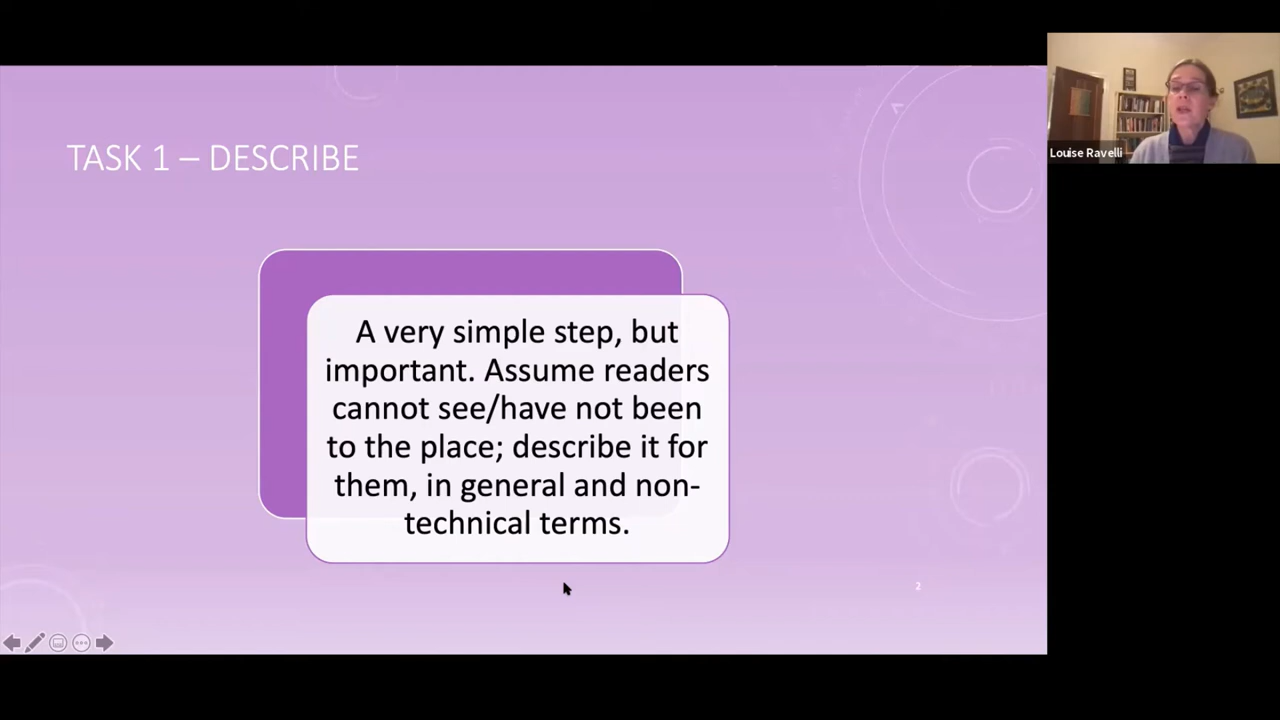 TASK 1 – DESCRIBE
A very simple step, but
important. Assume readers
cannot see/have not been
to the place; describe it for
them, in general and non-
technical terms.
2
Louise Ravelli